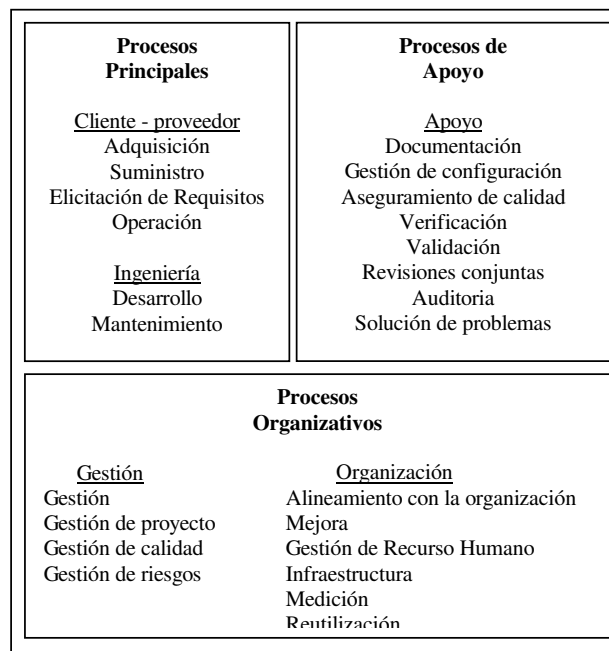 Procesos
Principales
Cliente - proveedor
Adquisición
Suministro
Elicitación de Requisitos
Operación
Ingeniería
Desarrollo
Mantenimiento
Procesos de
Apoyo
Apoyo
Documentación
Gestión de configuración
Aseguramiento de calidad
Verificación
Validación
Revisiones conjuntas
Auditoria
Solución de problemas
Procesos
Organizativos
Gestión
Gestión
Gestión de proyecto
Gestión de calidad
Gestión de riesgos
Organización
Alineamiento con la organización
Mejora
Gestión de Recurso Humano
Infraestructura
Medición
Reutilización